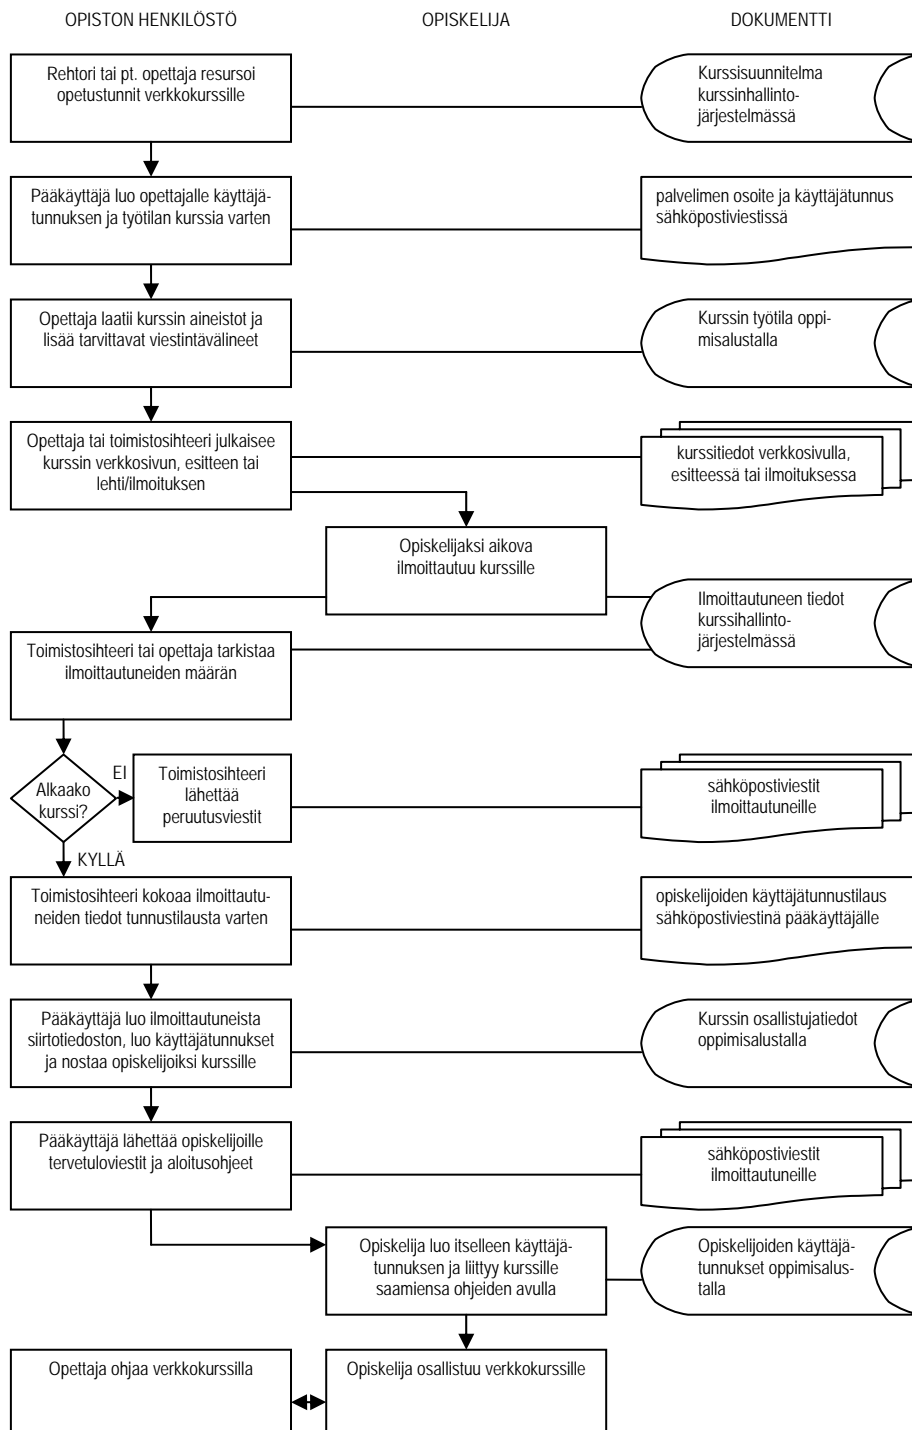 OPISTON HENKILÖSTÖ
OPISKELIJA
DOKUMENTTI
Rehtori tai pt. opettaja resursoi
opetustunnit verkkokurssille
Kurssisuunnitelma
kurssinhallinto-
järjestelmässä
Pääkäyttäjä luo opettajalle käyttäjä-
tunnuksen ja työtilan kurssia varten
palvelimen osoite ja käyttäjätunnus
sähköpostiviestissä
Opettaja laatii kurssin aineistot ja
lisää tarvittavat viestintävälineet
Kurssin työtila oppi-
misalustalla
Opettaja tai toimistosihteeri julkaisee
kurssin verkkosivun, esitteen tai
lehti/ilmoituksen
kurssitiedot verkkosivulla,
esitteessä tai ilmoituksessa
Opiskelijaksi aikova
ilmoittautuu kurssille
Ilmoittautuneen tiedot
kurssihallinto-
järjestelmässä
Toimistosihteeri tai opettaja tarkistaa
ilmoittautuneiden määrän
Alkaako
kurssi?
EI
Toimistosihteeri
lähettää
peruutusviestit
sähköpostiviestit
ilmoittautuneille
KYLLÄ
Toimistosihteeri kokoaa ilmoittautu-
neiden tiedot tunnustilausta varten
opiskelijoiden käyttäjätunnustilaus
sähköpostiviestinä pääkäyttäjälle
Pääkäyttäjä luo ilmoittautuneista
siirtotiedoston, luo käyttäjätunnukset
ja nostaa opiskelijoiksi kurssille
Kurssin osallistujatiedot
oppimisalustalla
Pääkäyttäjä lähettää opiskelijoille
tervetuloviestit ja aloitusohjeet
sähköpostiviestit
ilmoittautuneille
Opiskelija luo itselleen käyttäjä-
tunnuksen ja liittyy kurssille
saamiensa ohjeiden avulla
Opiskelijoiden käyttäjä-
tunnukset oppimisalus-
talla
Opettaja ohjaa verkkokurssilla
Opiskelija osallistuu verkkokurssille